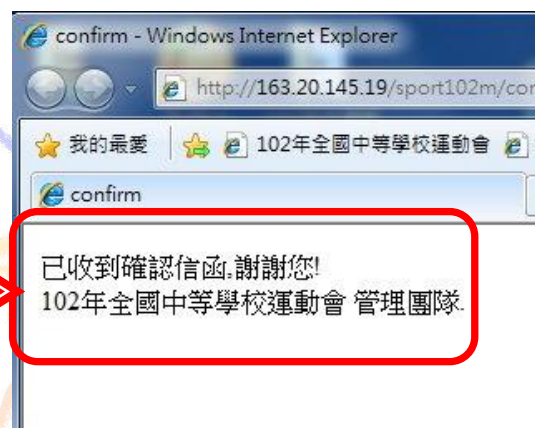 confirm - Windows Internet Explorer
http://163.20.145.19/sport102m/con
我的最愛 102年全國中等學校運動會
confirm
已收到確認信函.謝謝您!
102年全國中等學校運動會 管理團隊.